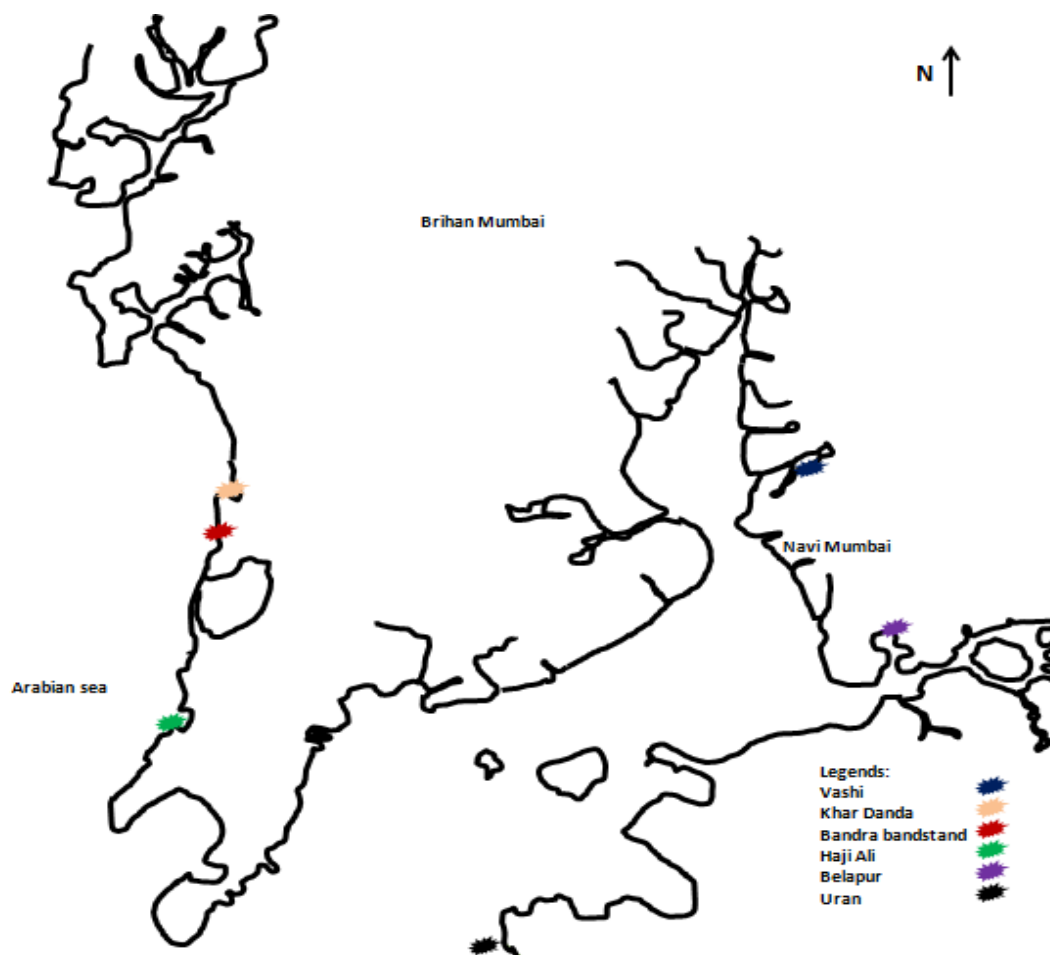 N
Brihan Mumbai
Navi Mumbai
Arabian sea
Legends:
Vashi
Khar Danda
Bandra bandstand
Haji Ali
Belapur
Uran